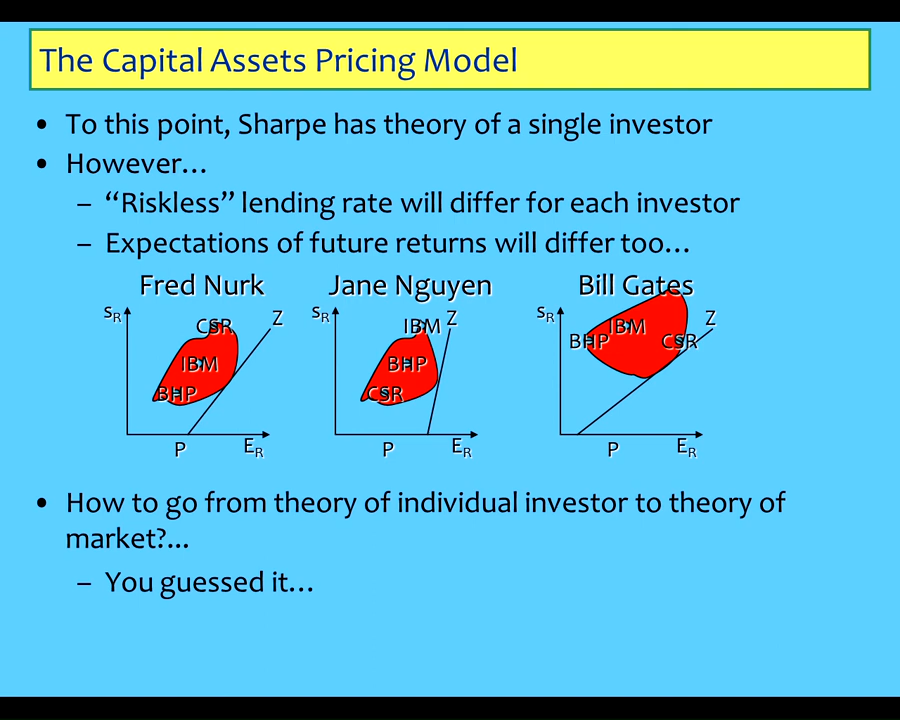 The Capital Assets Pricing Model
• To this point, Sharpe has theory of a single investor
• However…
– “Riskless” lending rate will differ for each investor
– Expectations of future returns will differ too…
Fred Nurk Jane Nguyen Bill Gates
sR CSR Z sR IBM Z sR IBM Z
IBM BHP BHP CSR
BHP CSR
P ER P ER P ER
• How to go from theory of individual investor to theory of
market?...
– You guessed it…